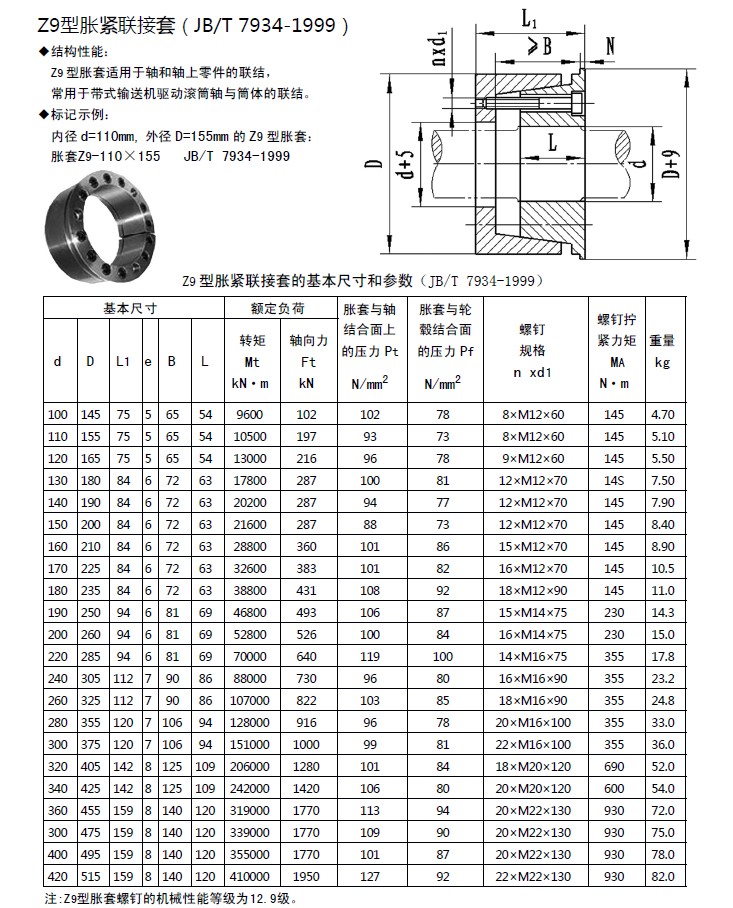 Z9型胀紧联接套（JB/T 7934-1999）
◆结构性能：
Z9型胀套适用于轴和轴上零件的联结，
常用于带式输送机驱动滚筒轴与筒体的联结。
◆标记示例：
内径 d=110mm, 外径 D=155mm 的 Z9 型胀套：
胀套Z9-110×155 JB/T 7934-1999
L1
≥B
N
nxd1
D
d+5
L
d
D+9
Z9 型胀紧联接套的基本尺寸和参数（JB/T 7934-1999）
基本尺寸 额定负荷 胀套与轴结合面上的压力 Pt N/mm² 胀套与轮毂结合面的压力 Pf N/mm² 螺钉规格 n xd1 螺钉拧紧力矩 MA N·m 重量 kg
d D L1 e B L 转矩 Mt kN·m 轴向力 Ft kN
100 145 75 5 65 54 9600 102 102 78 8×M12×60 145 4.70
110 155 75 5 65 54 10500 197 93 73 8×M12×60 145 5.10
120 165 75 5 65 54 13000 216 96 78 9×M12×60 145 5.50
130 180 84 6 72 63 17800 287 100 81 12×M12×70 14S 7.50
140 190 84 6 72 63 20200 287 94 77 12×M12×70 145 7.90
150 200 84 6 72 63 21600 287 88 73 12×M12×70 145 8.40
160 210 84 6 72 63 28800 360 101 86 15×M12×70 145 8.90
170 225 84 6 72 63 32600 383 101 82 16×M12×70 145 10.5
180 235 84 6 72 63 38800 431 108 92 18×M12×90 145 11.0
190 250 94 6 81 69 46800 493 106 87 15×M14×75 230 14.3
200 260 94 6 81 69 52800 526 100 84 16×M14×75 230 15.0
220 285 94 6 81 69 70000 640 119 100 14×M16×75 355 17.8
240 305 112 7 90 86 88000 730 96 80 16×M16×90 355 23.2
260 325 112 7 90 86 107000 822 103 85 18×M16×90 355 24.8
280 355 120 7 106 94 128000 916 96 78 20×M16×100 355 33.0
300 375 120 7 106 94 151000 1000 99 81 22×M16×100 355 36.0
320 405 142 8 125 109 206000 1280 101 84 18×M20×120 690 52.0
340 425 142 8 125 109 242000 1420 106 80 20×M20×120 600 54.0
360 455 159 8 140 120 319000 1770 113 94 20×M22×130 930 72.0
300 475 159 8 140 120 339000 1770 109 90 20×M22×130 930 75.0
400 495 159 8 140 120 355000 1770 101 87 20×M22×130 930 78.0
420 515 159 8 140 120 410000 1950 127 92 22×M22×130 930 82.0
注:Z9型胀套螺钉的机械性能等级为12.9级。